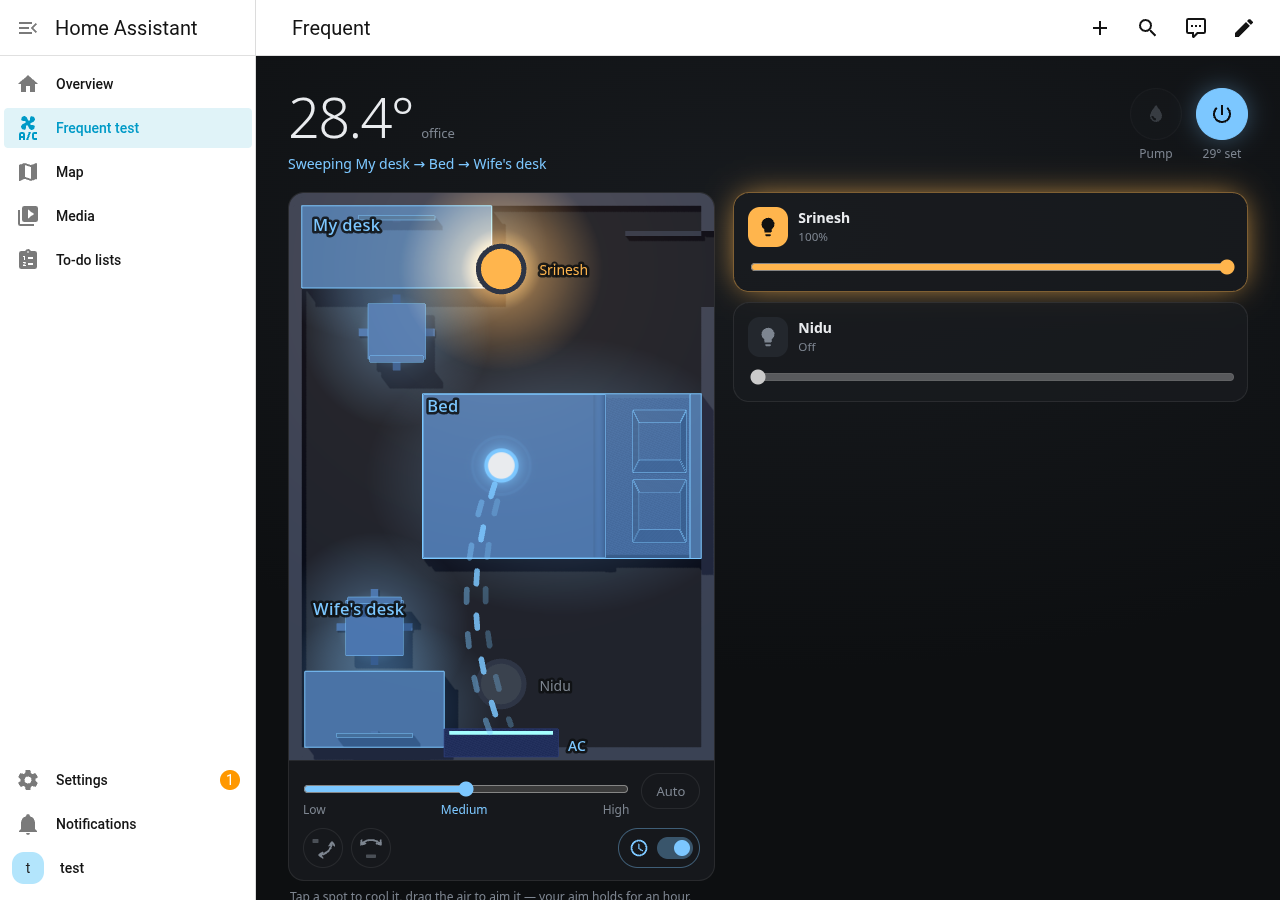 Home Assistant
Frequent
Overview
A/C
Frequent test
Map
Media
To-do lists
28.4°
office
Sweeping My desk → Bed → Wife's desk
Pump
29° set
My desk
Srinesh
Bed
Wife's desk
Nidu
AC
Low
Medium
High
Auto
Tap a spot to cool it, drag the air to aim it — your aim holds for an hour.
Srinesh
100%
Nidu
Off
Settings
1
Notifications
t
test